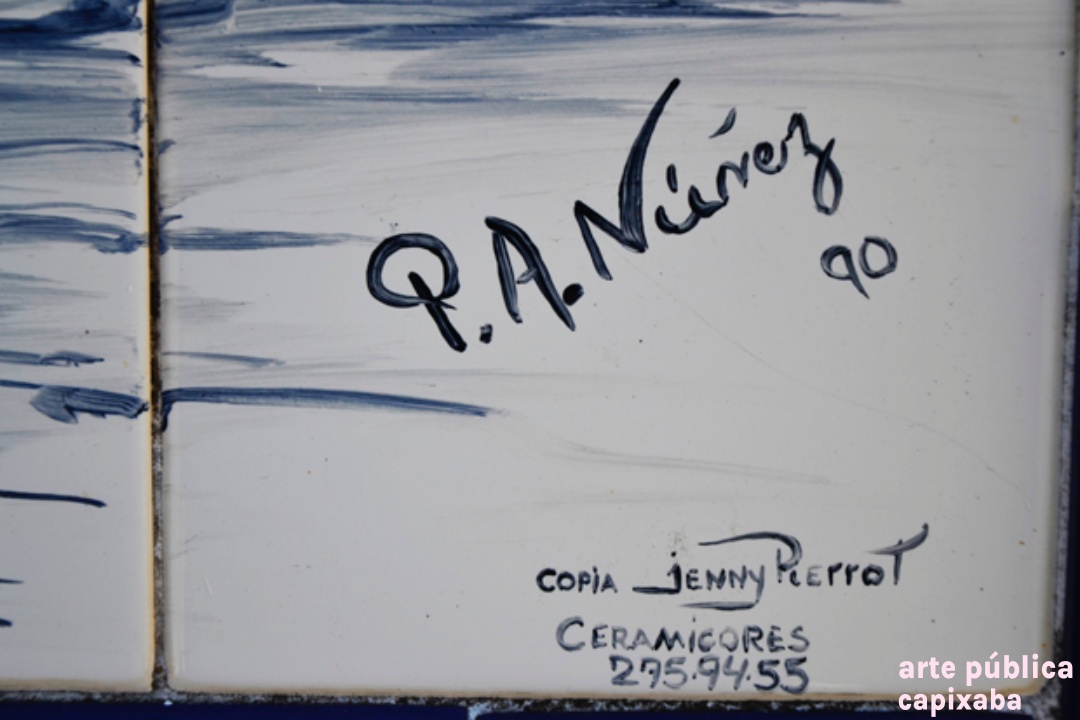 P.A. Núñez
90
COPIA JENNY PIERROT
CERAMICORES
275.94.55
arte pública
capixaba